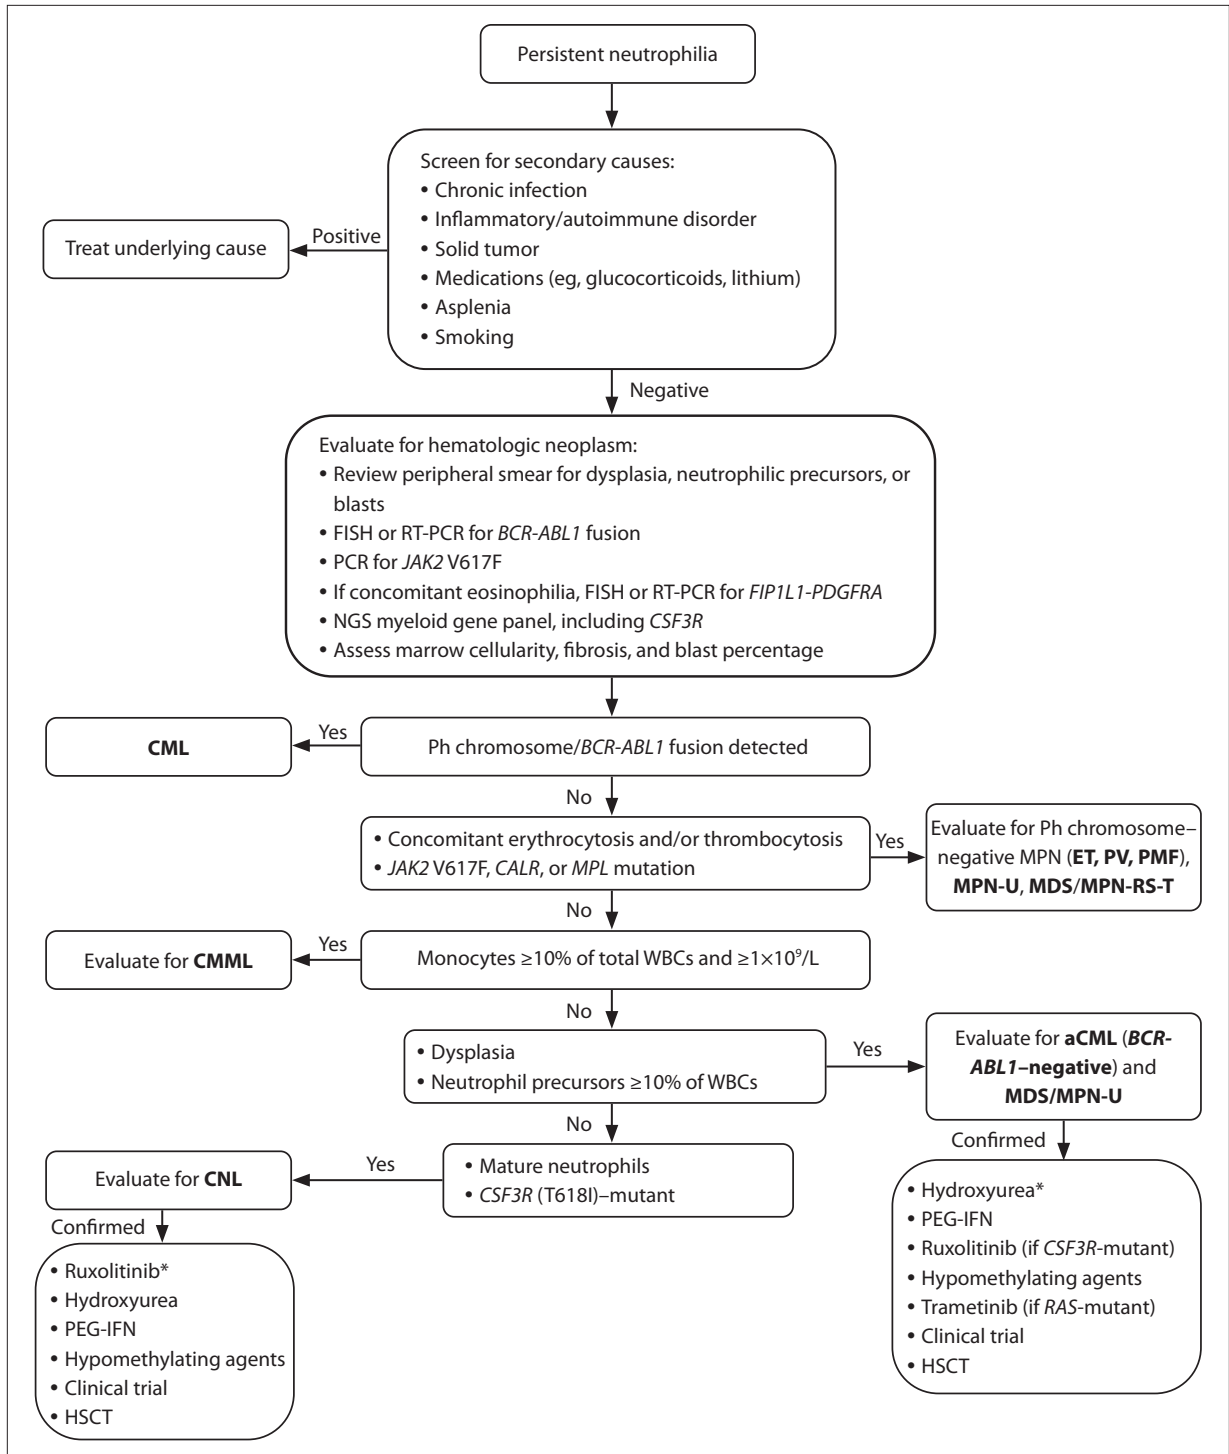 Persistent neutrophilia
Screen for secondary causes:
• Chronic infection
• Inflammatory/autoimmune disorder
• Solid tumor
• Medications (eg, glucocorticoids, lithium)
• Asplenia
• Smoking
Positive
Treat underlying cause
Negative
Evaluate for hematologic neoplasm:
• Review peripheral smear for dysplasia, neutrophilic precursors, or
blasts
• FISH or RT-PCR for BCR-ABL1 fusion
• PCR for JAK2 V617F
• If concomitant eosinophilia, FISH or RT-PCR for FIP1L1-PDGFRA
• NGS myeloid gene panel, including CSF3R
• Assess marrow cellularity, fibrosis, and blast percentage
Ph chromosome/BCR-ABL1 fusion detected
Yes
CML
No
• Concomitant erythrocytosis and/or thrombocytosis
• JAK2 V617F, CALR, or MPL mutation
Yes
Evaluate for Ph chromosome–
negative MPN (ET, PV, PMF),
MPN-U, MDS/MPN-RS-T
No
Monocytes ≥10% of total WBCs and ≥1×10⁹/L
Yes
Evaluate for CMML
No
• Dysplasia
• Neutrophil precursors ≥10% of WBCs
Yes
Evaluate for aCML (BCR-
ABL1–negative) and
MDS/MPN-U
Confirmed
• Hydroxyurea*
• PEG-IFN
• Ruxolitinib (if CSF3R-mutant)
• Hypomethylating agents
• Trametinib (if RAS-mutant)
• Clinical trial
• HSCT
No
• Mature neutrophils
• CSF3R (T618I)–mutant
Yes
Evaluate for CNL
Confirmed
• Ruxolitinib*
• Hydroxyurea
• PEG-IFN
• Hypomethylating agents
• Clinical trial
• HSCT